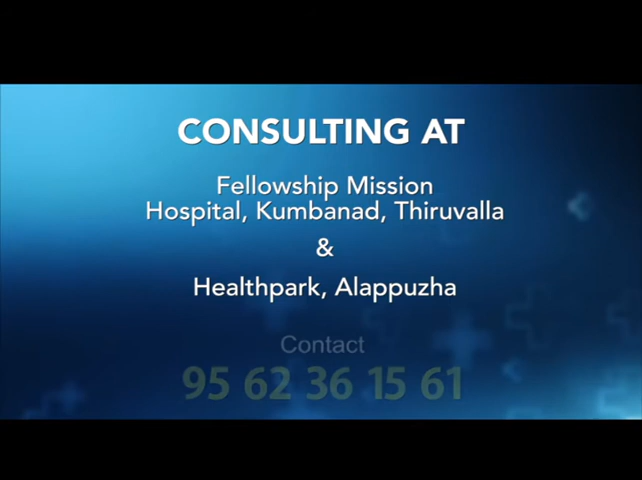 CONSULTING AT
Fellowship Mission
Hospital, Kumbanad, Thiruvalla
&
Healthpark, Alappuzha
Contact
95 62 36 15 61